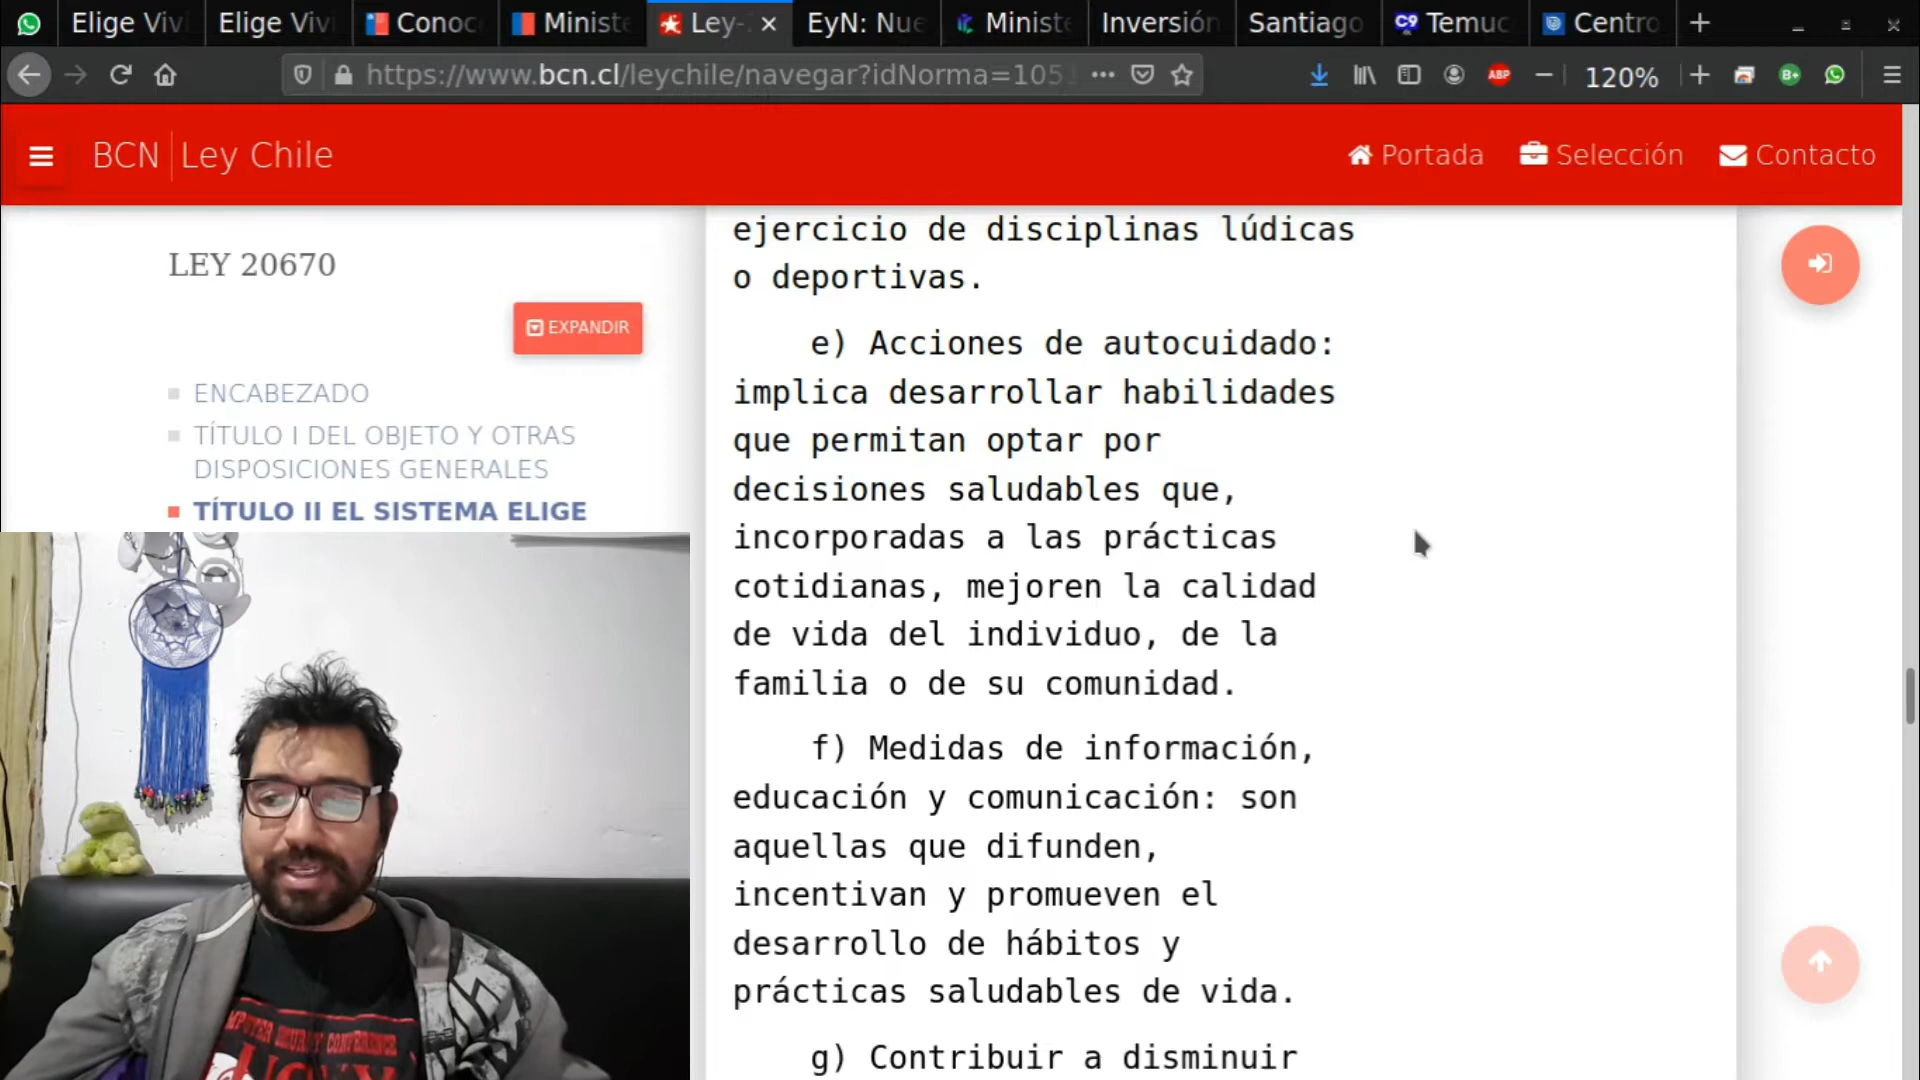 Elige Viv
Elige Viv
Conoc
Ministe
Ley-
EyN: Nue
Ministe
Inversión
Santiago
C9 Temuc
Centro
https://www.bcn.cl/leychile/navegar?idNorma=1051
ABP
120%
B+
BCN | Ley Chile
Portada
Selección
Contacto
LEY 20670
EXPANDIR
ENCABEZADO
TÍTULO I DEL OBJETO Y OTRAS
DISPOSICIONES GENERALES
TÍTULO II EL SISTEMA ELIGE
ejercicio de disciplinas lúdicas
o deportivas.
e) Acciones de autocuidado:
implica desarrollar habilidades
que permitan optar por
decisiones saludables que,
incorporadas a las prácticas
cotidianas, mejoren la calidad
de vida del individuo, de la
familia o de su comunidad.
f) Medidas de información,
educación y comunicación: son
aquellas que difunden,
incentivan y promueven el
desarrollo de hábitos y
prácticas saludables de vida.
g) Contribuir a disminuir